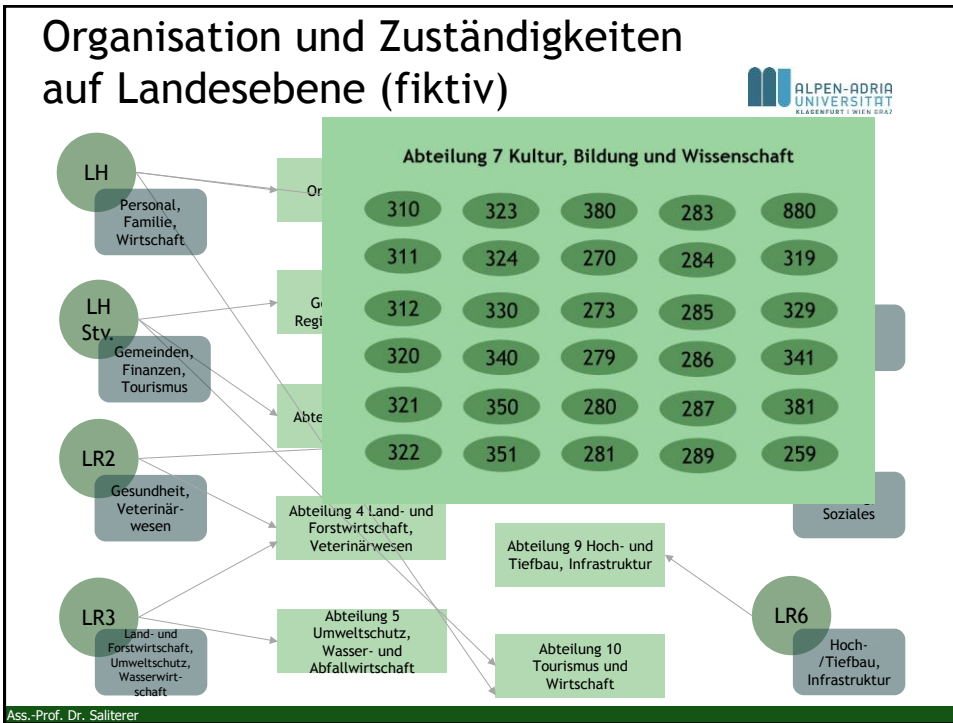 Organisation und Zuständigkeiten
auf Landesebene (fiktiv)
ALPEN-ADRIA
UNIVERSITÄT
KLAGENFURT | WIEN GRAZ
LH
Personal,
Familie,
Wirtschaft
LH
Stv.
Gemeinden,
Finanzen,
Tourismus
LR2
Gesundheit,
Veterinär-
wesen
LR3
Land- und
Forstwirtschaft,
Umweltschutz,
Wasserwirt-
schaft
Abteilung 4 Land- und
Forstwirtschaft,
Veterinärwesen
Abteilung 5
Umweltschutz,
Wasser- und
Abfallwirtschaft
Abteilung 7 Kultur, Bildung und Wissenschaft
310 323 380 283 880
311 324 270 284 319
312 330 273 285 329
320 340 279 286 341
321 350 280 287 381
322 351 281 289 259
Abteilung 9 Hoch- und
Tiefbau, Infrastruktur
Abteilung 10
Tourismus und
Wirtschaft
Soziales
LR6
Hoch-
/Tiefbau,
Infrastruktur
Ass.-Prof. Dr. Saliterer